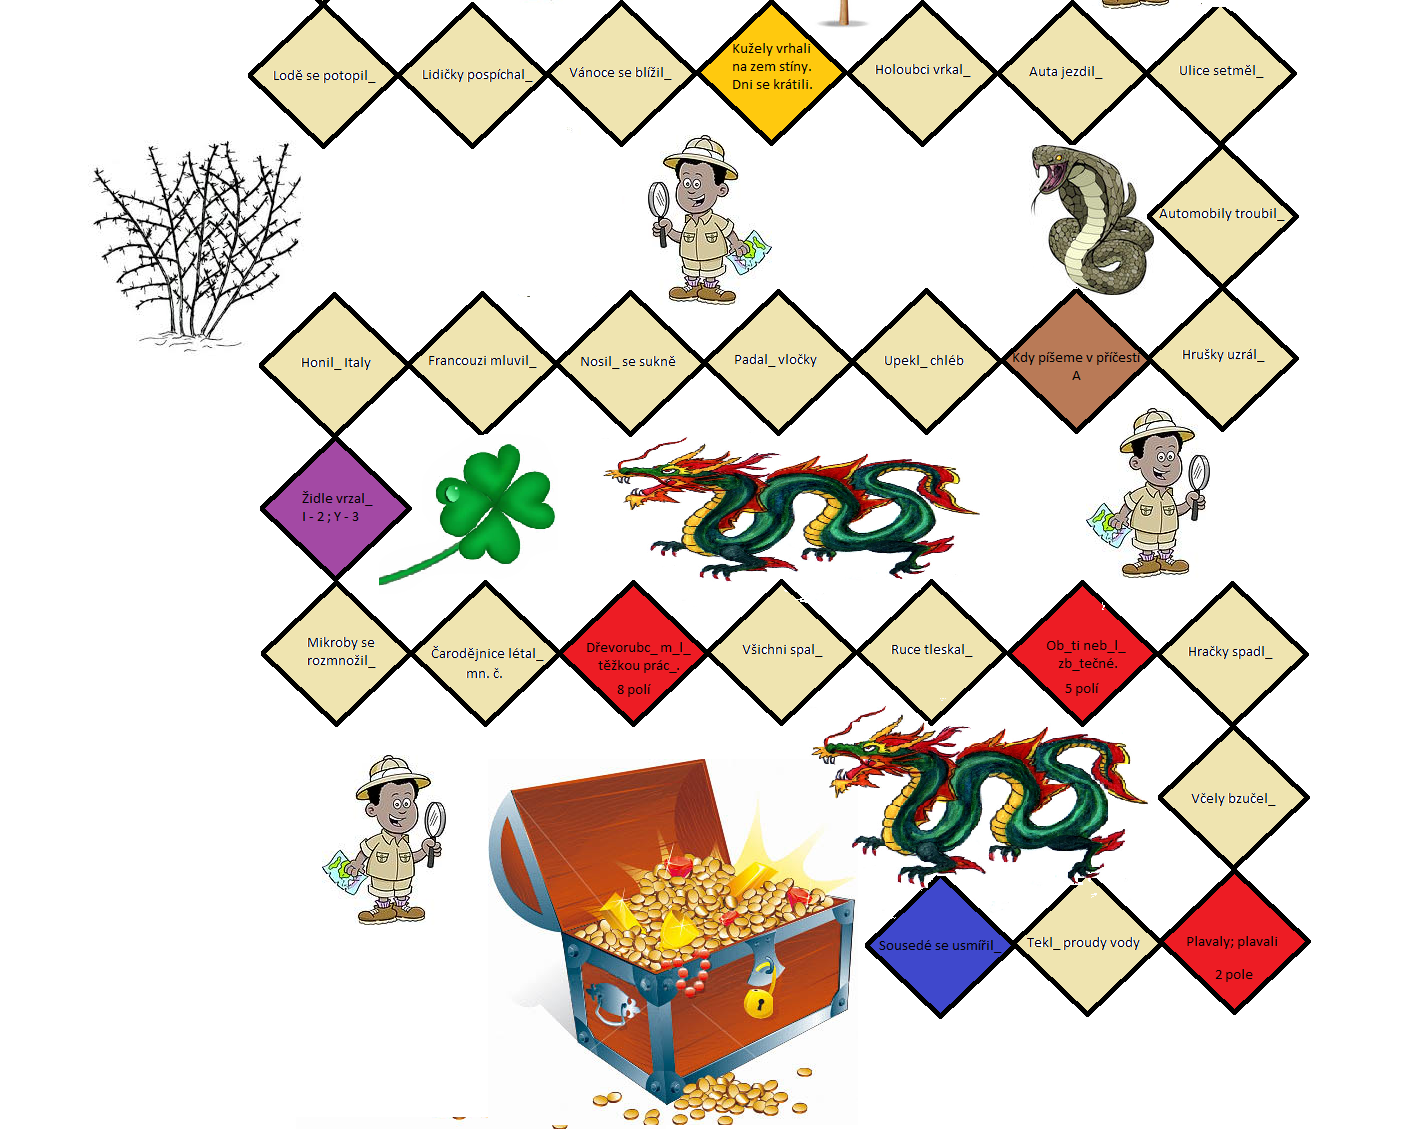 Lodě se potopil_
Lidičky pospíchal_
Vánoce se blížil_
Kužely vrhali
na zem stíny.
Dni se krátili.
Holoubci vrkal_
Auta jezdil_
Ulice setměl_
Automobily troubil_
Honil_ Italy
Francouzi mluvil_
Nosil_ se sukně
Padal_ vločky
Upekl_ chléb
Kdy píšeme v příčestí
A
Hrušky uzrál_
Židle vrzal_
I - 2 ; Y - 3
Mikroby se
rozmnožil_
Čarodějnice létal_
mn. č.
Dřevorubc_ m_l_
těžkou prác_.
8 polí
Všichni spal_
Ruce tleskal_
Ob_ti neb_l_
zb_tečné.
5 polí
Hračky spadl_
Včely bzučel_
Sousedé se usmířil_
Tekl_ proudy vody
Plavaly; plavali
2 pole